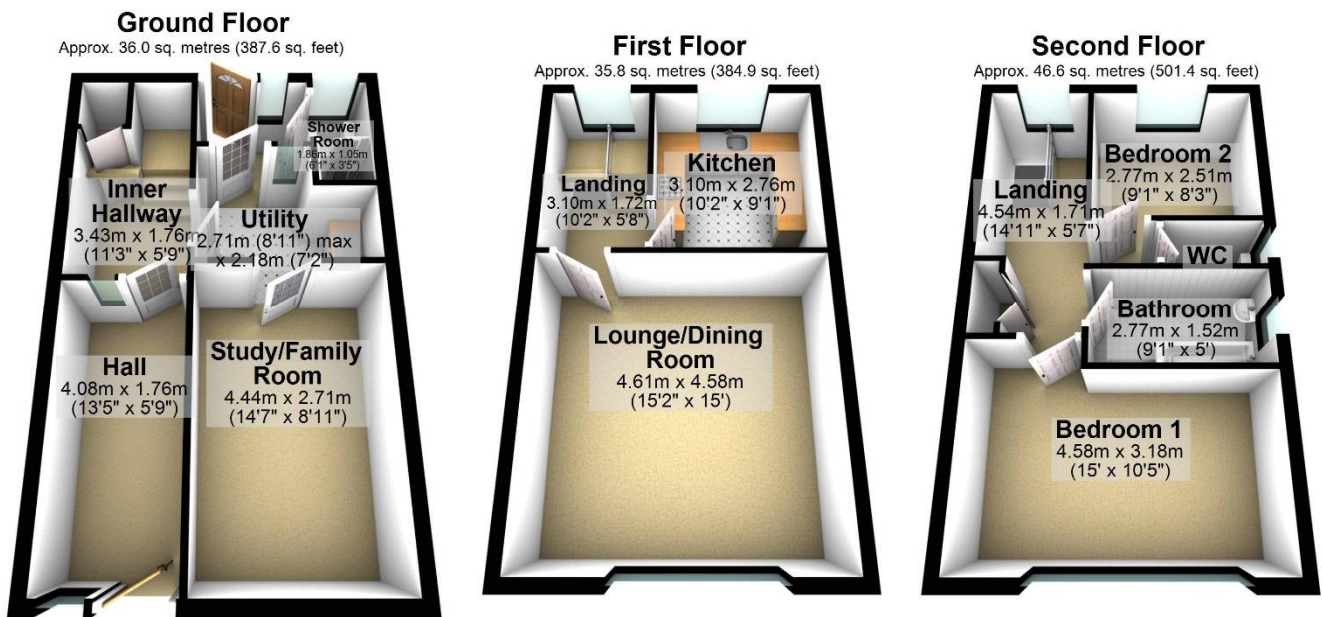 Ground Floor
Approx. 36.0 sq. metres (387.6 sq. feet)
Shower
Room
1.86m x 1.05m
(6'1" x 3'5")
Inner
Hallway
3.43m x 1.76m
(11'3" x 5'9")
Utility
2.71m (8'11") max
x 2.18m (7'2")
Hall
4.08m x 1.76m
(13'5" x 5'9")
Study/Family
Room
4.44m x 2.71m
(14'7" x 8'11")
First Floor
Approx. 35.8 sq. metres (384.9 sq. feet)
Landing
3.10m x 1.72m
(10'2" x 5'8")
Kitchen
3.10m x 2.76m
(10'2" x 9'1")
Lounge/Dining
Room
4.61m x 4.58m
(15'2" x 15')
Second Floor
Approx. 46.6 sq. metres (501.4 sq. feet)
Bedroom 2
2.77m x 2.51m
(9'1" x 8'3")
Landing
4.54m x 1.71m
(14'11" x 5'7")
WC
Bathroom
2.77m x 1.52m
(9'1" x 5')
Bedroom 1
4.58m x 3.18m
(15' x 10'5")